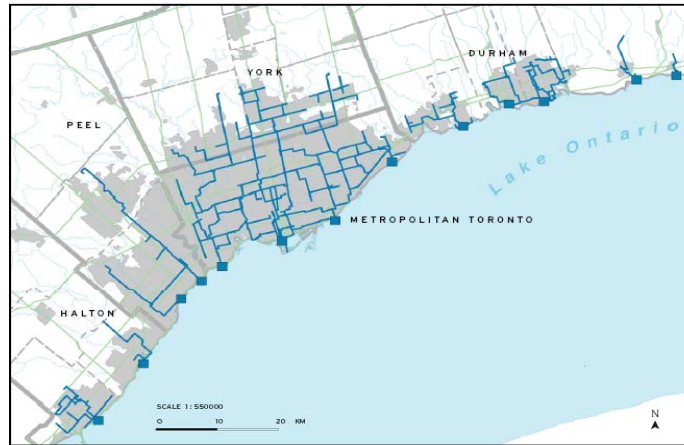 DURHAM
YORK
PEEL
Lake Ontario
METROPOLITAN TORONTO
HALTON
SCALE 1 : 550000
0 10 20 KM
N